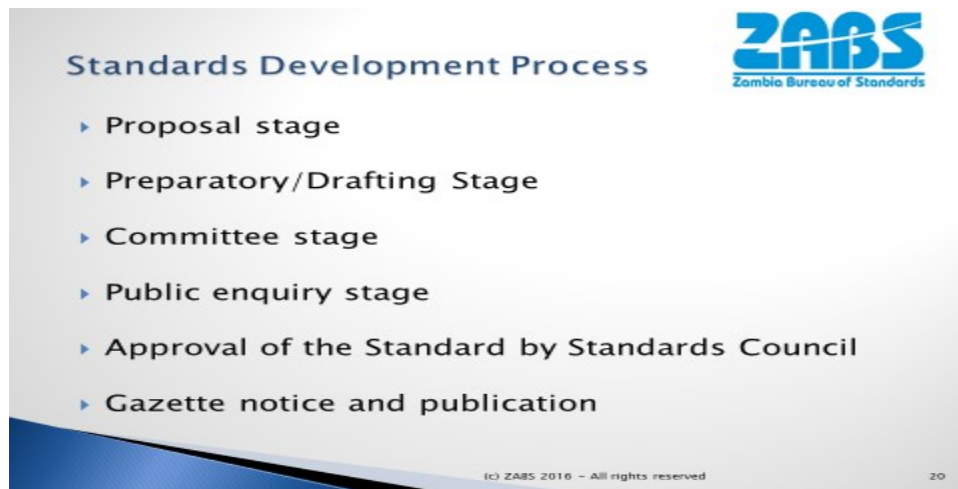 ZABS
Zambia Bureau of Standards
Standards Development Process
Proposal stage
Preparatory/Drafting Stage
Committee stage
Public enquiry stage
Approval of the Standard by Standards Council
Gazette notice and publication
(c) ZABS 2016 – All rights reserved
20